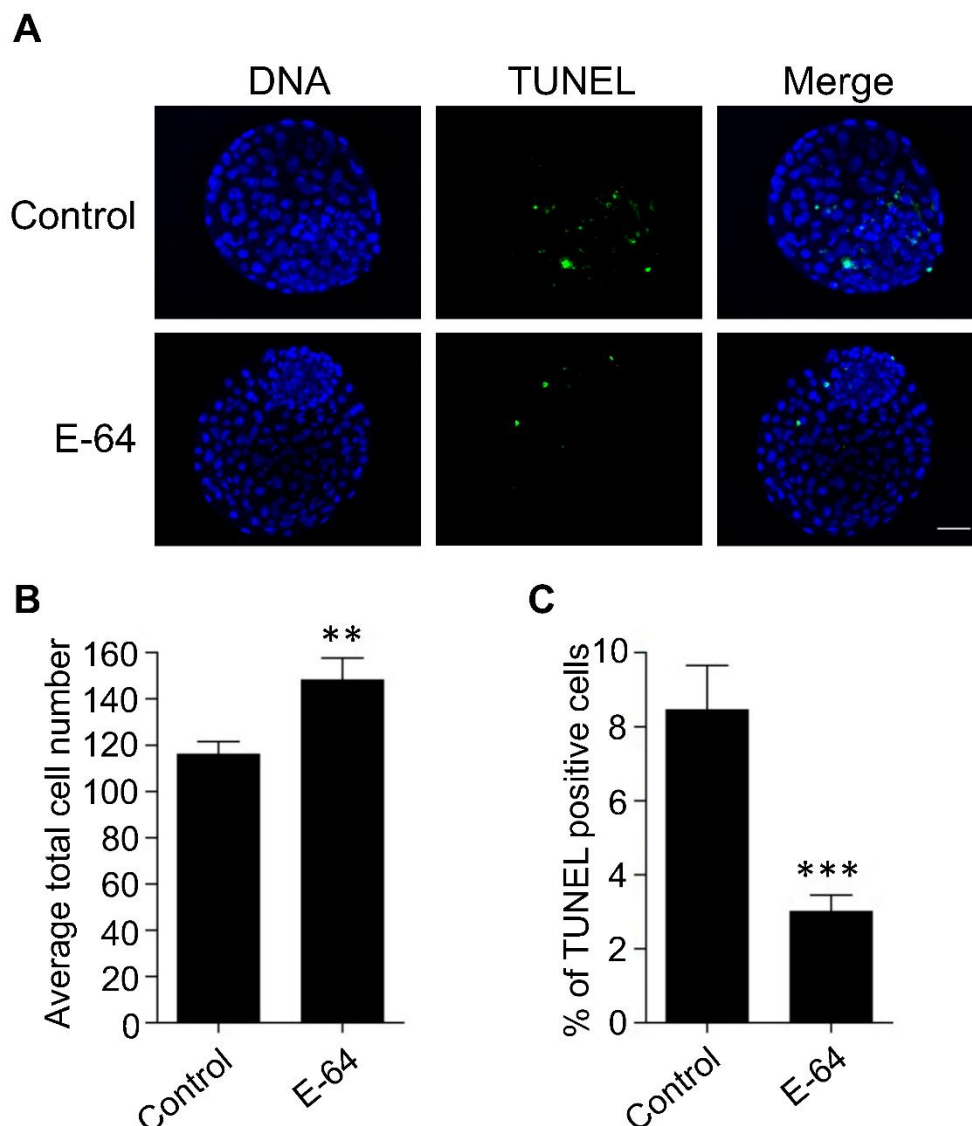 A
DNA TUNEL Merge
Control
E-64
B
Average total cell number
160
140
120
100
80
60
40
20
0
**
Control
E-64
C
% of TUNEL positive cells
10
8
6
4
2
0
***
Control
E-64